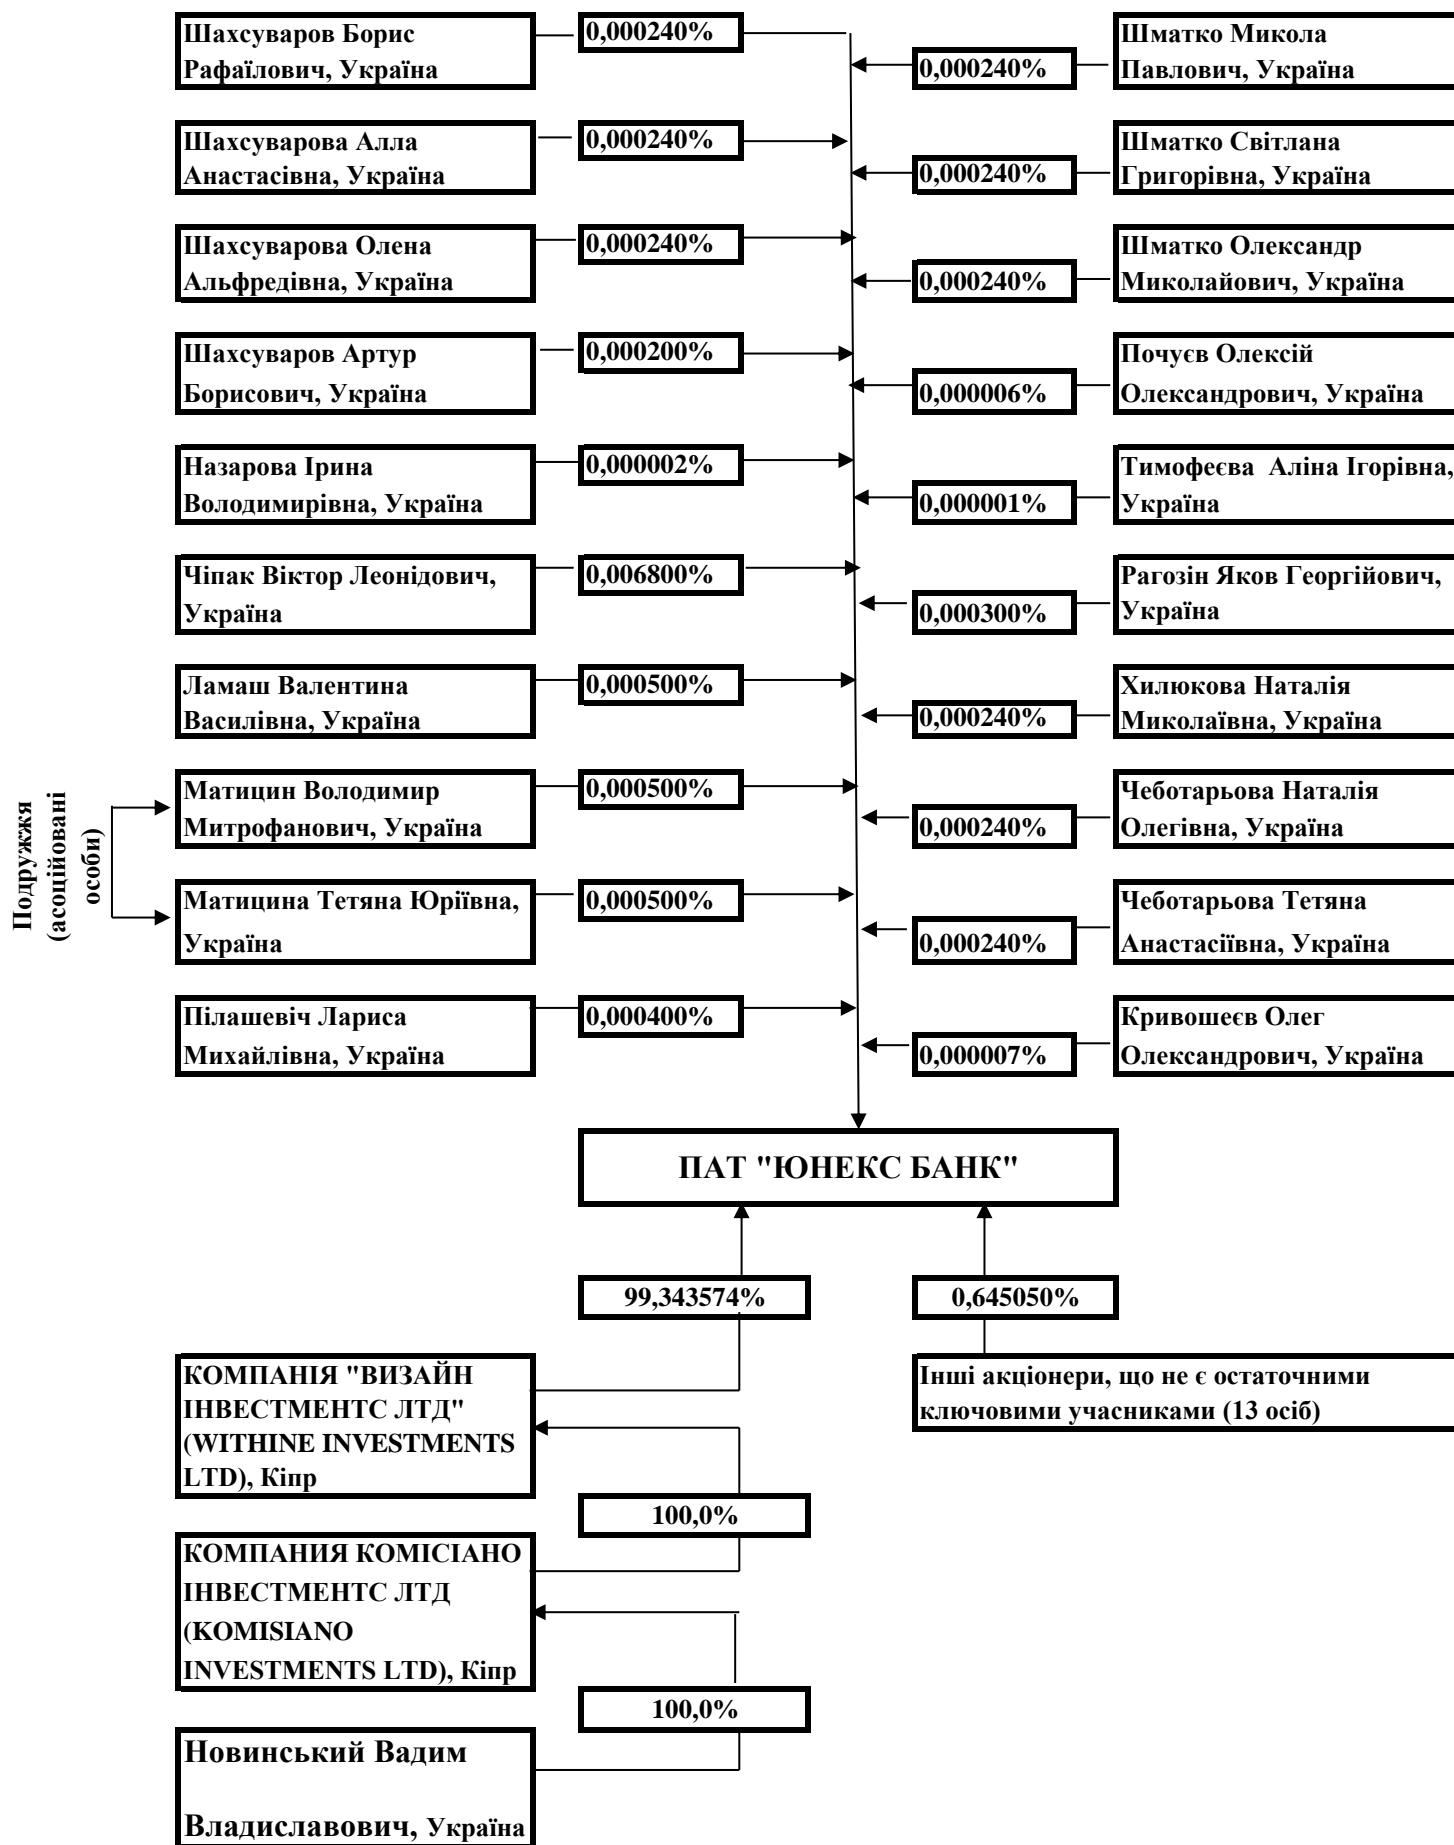 Шахсуваров Борис
Рафаїлович, Україна
0,000240%
Шматко Микола
Павлович, Україна
0,000240%
Шахсуварова Алла
Анастасівна, Україна
0,000240%
Шматко Світлана
Григорівна, Україна
0,000240%
Шахсуварова Олена
Альфредівна, Україна
0,000240%
Шматко Олександр
Миколайович, Україна
0,000240%
Шахсуваров Артур
Борисович, Україна
0,000200%
Почуєв Олексій
Олександрович, Україна
0,000006%
Назарова Ірина
Володимирівна, Україна
0,000002%
Тимофеєва Аліна Ігорівна,
Україна
0,000001%
Чіпак Віктор Леонідович,
Україна
0,006800%
Рагозін Яков Георгійович,
Україна
0,000300%
Ламаш Валентина
Василівна, Україна
0,000500%
Хилюкова Наталія
Миколаївна, Україна
0,000240%
Подружжя
(асоційовані
особи)
Матицин Володимир
Митрофанович, Україна
0,000500%
Чеботарьова Наталія
Олегівна, Україна
0,000240%
Матицина Тетяна Юріївна,
Україна
0,000500%
Чеботарьова Тетяна
Анастасіївна, Україна
0,000240%
Пілашевіч Лариса
Михайлівна, Україна
0,000400%
Кривошеєв Олег
Олександрович, Україна
0,000007%
ПАТ "ЮНЕКС БАНК"
99,343574%
0,645050%
КОМПАНІЯ "ВИЗАЙН
ІНВЕСТМЕНТС ЛТД"
(WITHINE INVESTMENTS
LTD), Кіпр
Інші акціонери, що не є остаточними
ключовими учасниками (13 осіб)
100,0%
КОМПАНИЯ КОМІСІАНО
ІНВЕСТМЕНТС ЛТД
(KOMISIANO
INVESTMENTS LTD), Кіпр
100,0%
Новинський Вадим
Владиславович, Україна